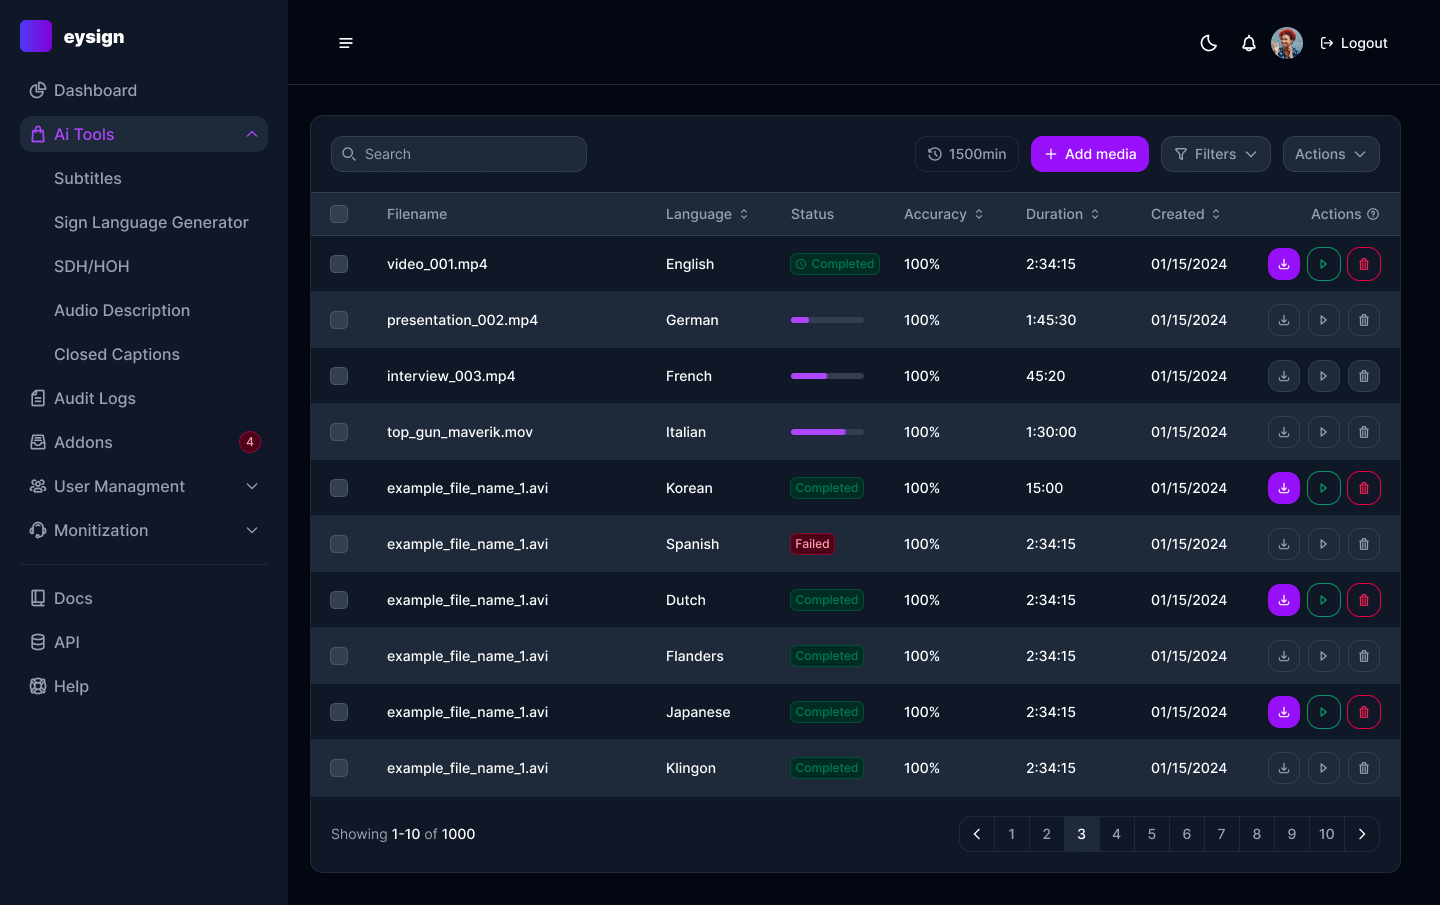 eysign
Logout
Dashboard
Ai Tools
Subtitles
Sign Language Generator
SDH/HOH
Audio Description
Closed Captions
Audit Logs
Addons 4
User Managment
Monitization
Docs
API
Help
Search 1500min Add media Filters Actions
Filename Language Status Accuracy Duration Created Actions
video_001.mp4 English Completed 100% 2:34:15 01/15/2024
presentation_002.mp4 German 100% 1:45:30 01/15/2024
interview_003.mp4 French 100% 45:20 01/15/2024
top_gun_maverik.mov Italian 100% 1:30:00 01/15/2024
example_file_name_1.avi Korean Completed 100% 15:00 01/15/2024
example_file_name_1.avi Spanish Failed 100% 2:34:15 01/15/2024
example_file_name_1.avi Dutch Completed 100% 2:34:15 01/15/2024
example_file_name_1.avi Flanders Completed 100% 2:34:15 01/15/2024
example_file_name_1.avi Japanese Completed 100% 2:34:15 01/15/2024
example_file_name_1.avi Klingon Completed 100% 2:34:15 01/15/2024
Showing 1-10 of 1000 1 2 3 4 5 6 7 8 9 10